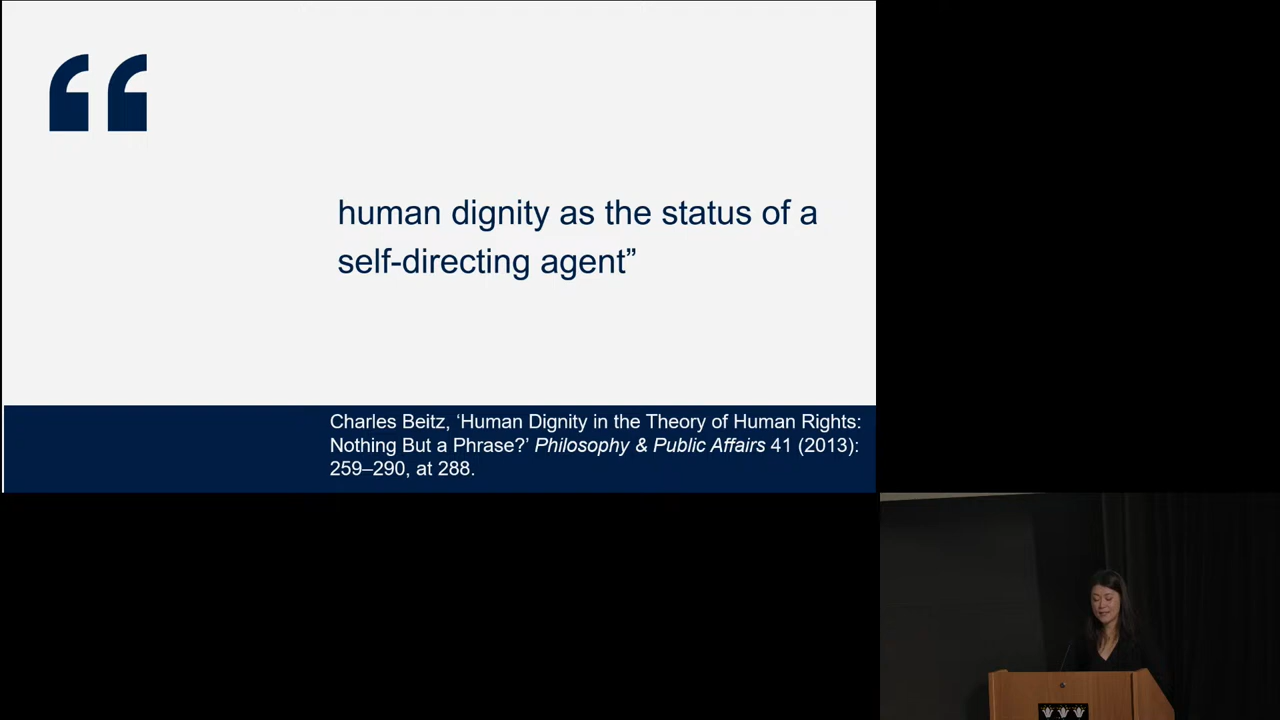 “
human dignity as the status of a
self-directing agent”
Charles Beitz, ‘Human Dignity in the Theory of Human Rights:
Nothing But a Phrase?’ Philosophy & Public Affairs 41 (2013):
259–290, at 288.